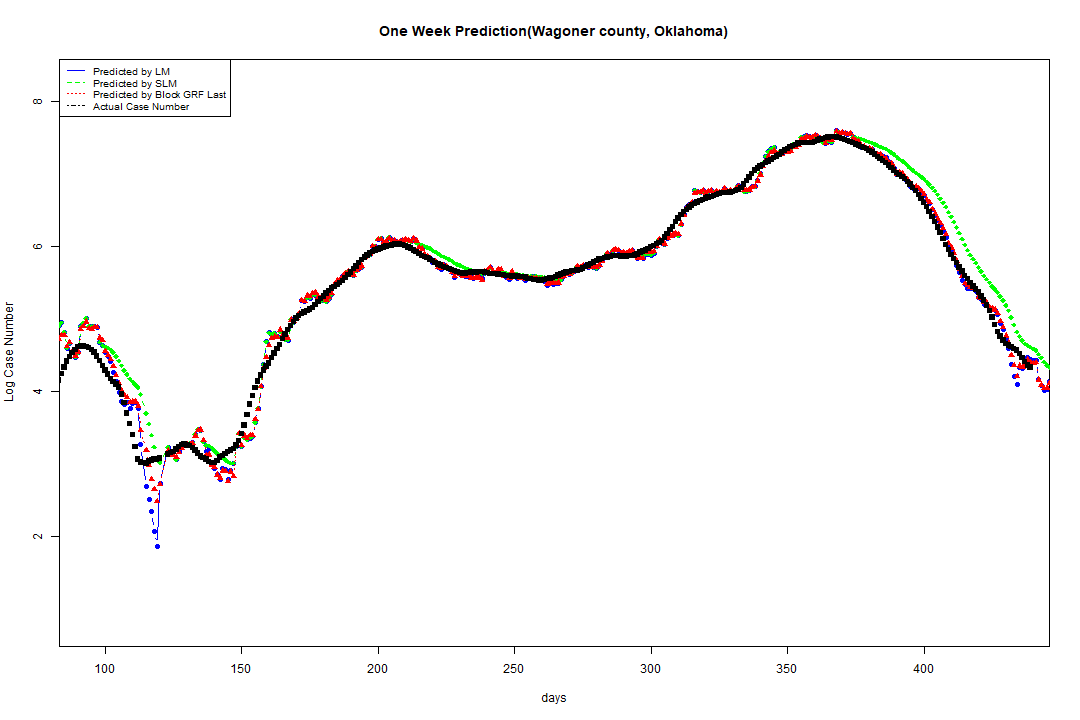 One Week Prediction(Wagoner county, Oklahoma)
Predicted by LM
Predicted by SLM
Predicted by Block GRF Last
Actual Case Number
8
6
4
2
Log Case Number
100 150 200 250 300 350 400
days